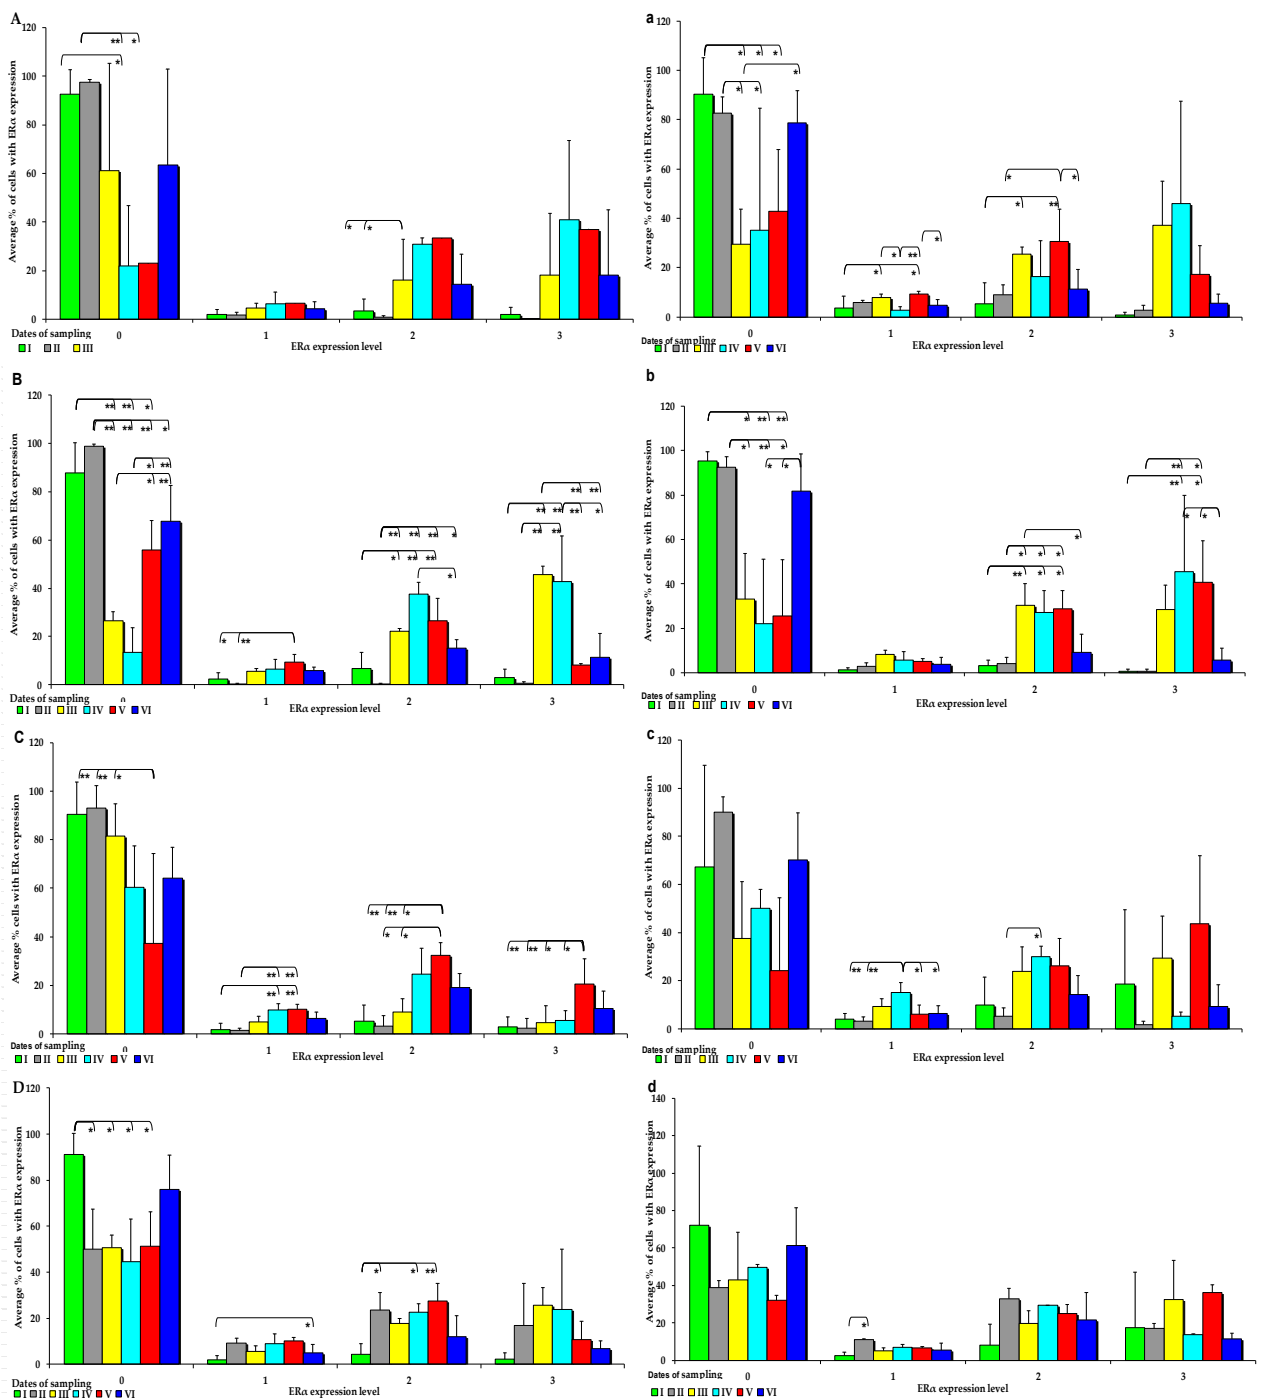 A
120
100
80
60
40
20
0
Average % of cells with ERα expression
** *
*
* *
0 1 2 3
Dates of sampling
ERα expression level
I II III
a
120
100
80
60
40
20
0
Average % of cells with ERα expression
* * *
*
* *
* *
* **
*
* *
* **
*
0 1 2 3
Dates of sampling
ERα expression level
I II III IV V VI
B
120
100
80
60
40
20
0
Average % of cells with ERα expression
** ** *
** ** ** *
* **
* **
* **
** ** ** *
* ** **
*
** **
** ** ** *
** **
0 1 2 3
Dates of sampling
ERα expression level
I II III IV V VI
b
120
100
80
60
40
20
0
Average % of cells with ERα expression
* ** **
* ** *
* *
*
* * *
** * *
** *
** *
* *
0 1 2 3
Dates of sampling
ERα expression level
I II III IV V VI
C
120
100
80
60
40
20
0
Average % cells with ERα expression
** ** *
** **
** **
** ** *
* *
** ** * *
0 1 2 3
Dates of sampling
ERα expression level
I II III IV V VI
c
120
100
80
60
40
20
0
Average % of cells with ERα expression
** ** * *
*
0 1 2 3
Dates of sampling
ERα expression level
I II III IV V VI
D
120
100
80
60
40
20
0
Average % of cells with ERα expression
* * * *
*
* * **
0 1 2 3
Dates of sampling
ERα expression level
I II III IV V VI
d
140
120
100
80
60
40
20
0
Average % of cells with ERα expression
*
0 1 2 3
Dates of sampling
ERα expression level
I II III IV V VI